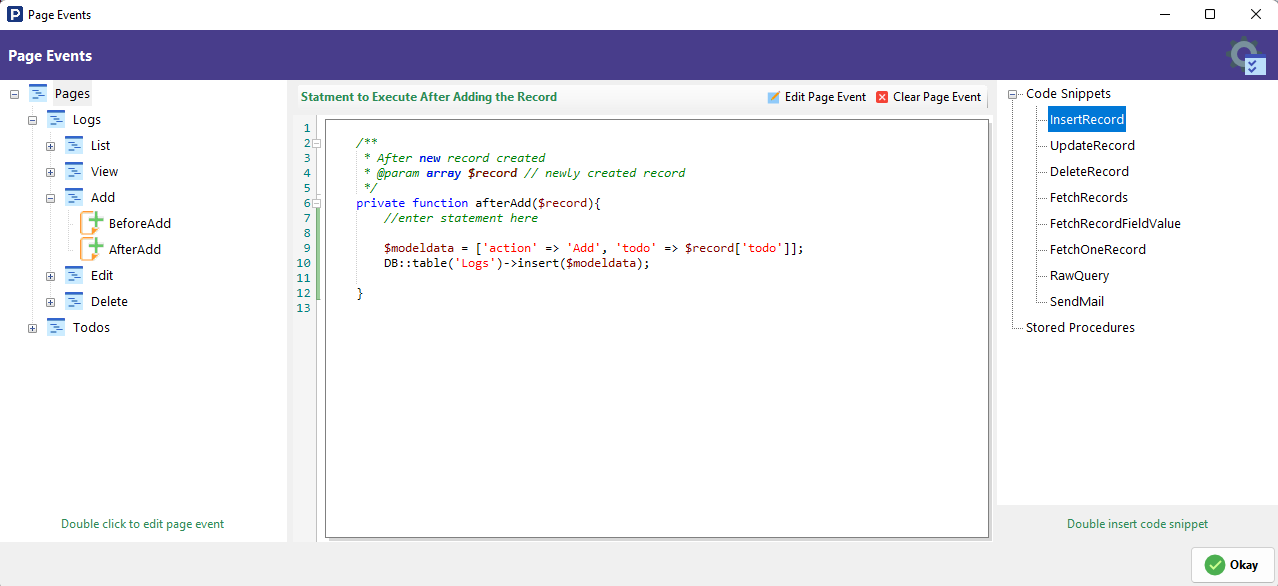 Page Events
Page Events
Pages
Logs
List
View
Add
BeforeAdd
AfterAdd
Edit
Delete
Todos
Double click to edit page event
Statment to Execute After Adding the Record
Edit Page Event
Clear Page Event
1
2 /**
3 * After new record created
4 * @param array $record // newly created record
5 */
6 private function afterAdd($record){
7 //enter statement here
8
9 $modeldata = ['action' => 'Add', 'todo' => $record['todo']];
10 DB::table('Logs')->insert($modeldata);
11
12 }
13
Code Snippets
InsertRecord
UpdateRecord
DeleteRecord
FetchRecords
FetchRecordFieldValue
FetchOneRecord
RawQuery
SendMail
Stored Procedures
Double insert code snippet
Okay